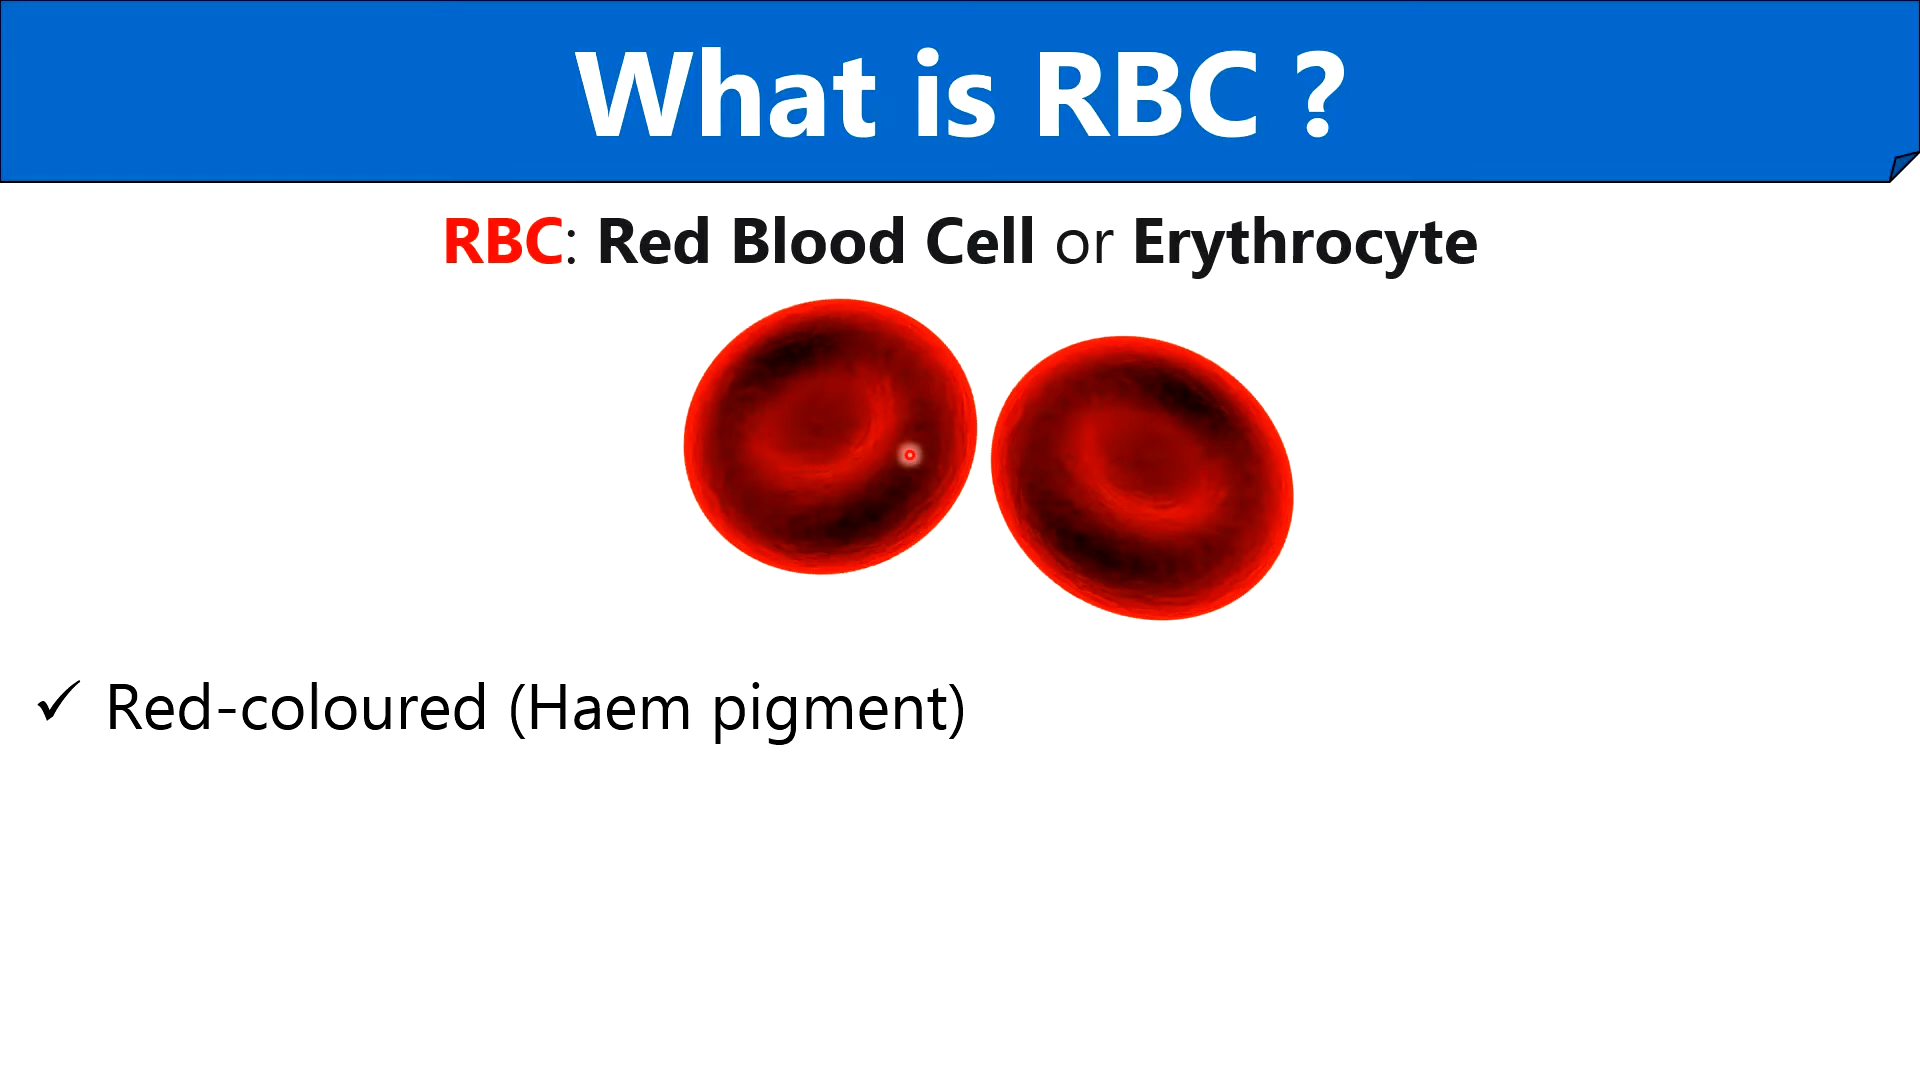 What is RBC ?
RBC: Red Blood Cell or Erythrocyte
✓ Red-coloured (Haem pigment)